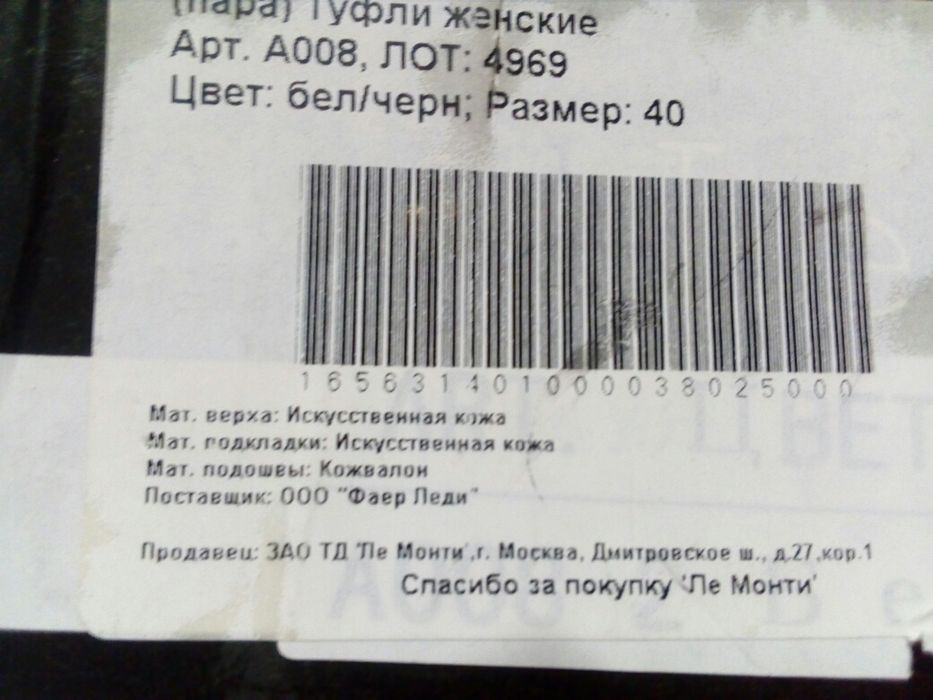 (пара) Туфли женские
Арт. А008, ЛОТ: 4969
Цвет: бел/черн; Размер: 40
1656314010000038025000
Мат. верха: Искусственная кожа
Мат. подкладки: Искусственная кожа
Мат. подошвы: Кожвалон
Поставщик: ООО "Фаер Леди"
Продавец: ЗАО ТД 'Ле Монти',г. Москва, Дмитровское ш., д.27,кор.1
Спасибо за покупку 'Ле Монти'